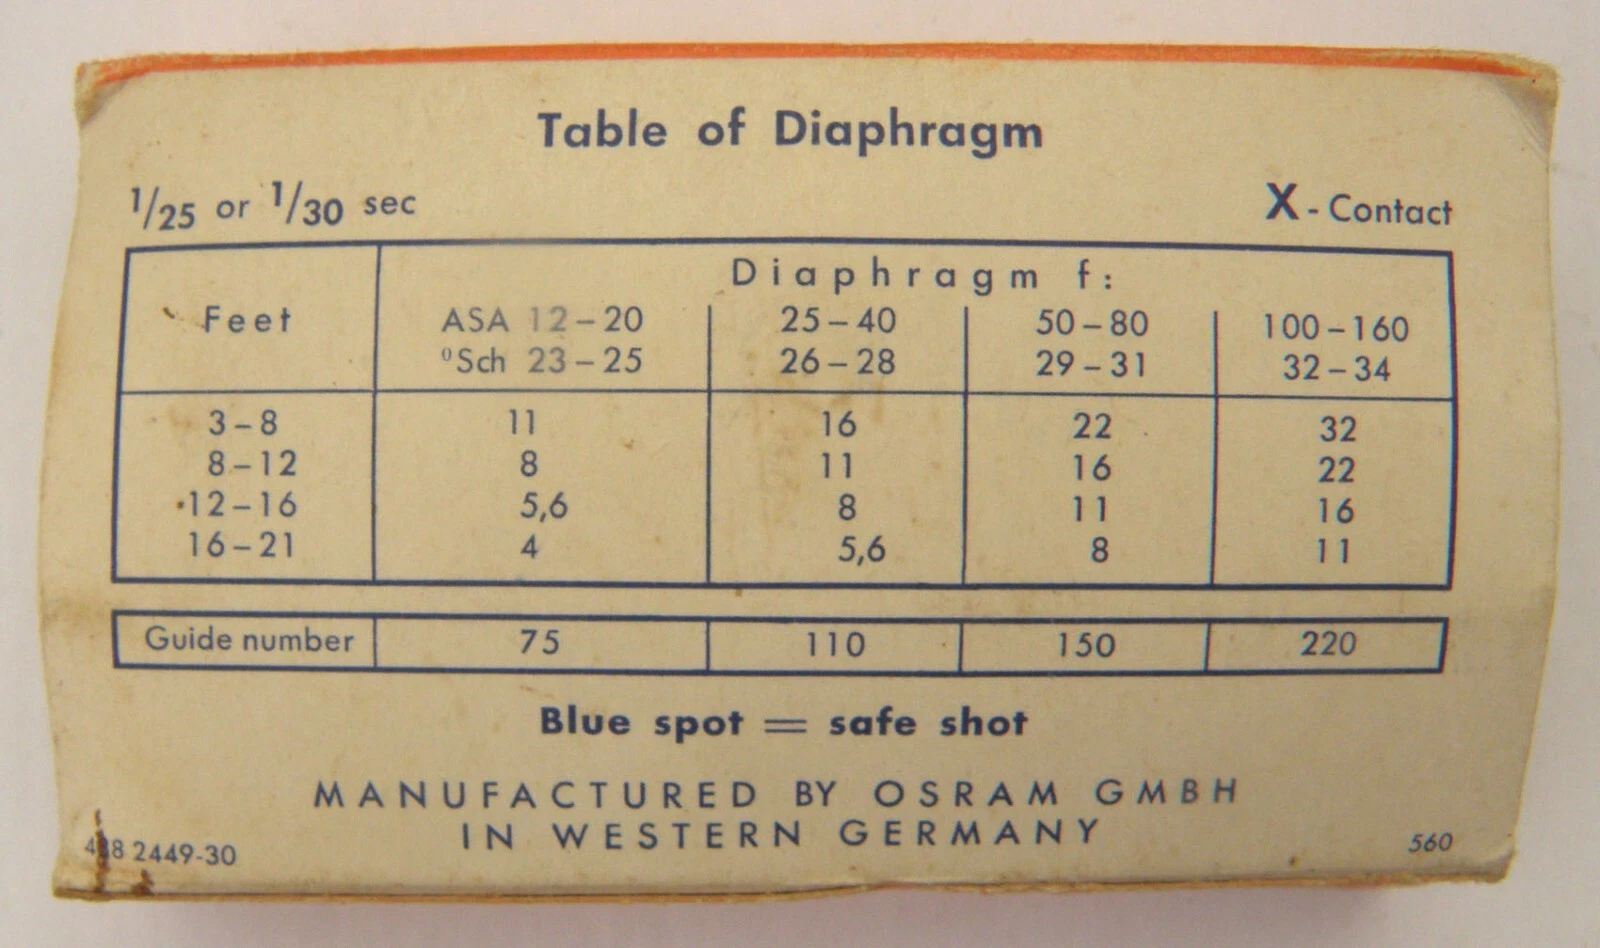 Table of Diaphragm
1/25 or 1/30 sec X - Contact
Diaphragm f:
Feet ASA 12-20 25-40 50-80 100-160
⁰Sch 23-25 26-28 29-31 32-34
3-8 11 16 22 32
8-12 8 11 16 22
12-16 5,6 8 11 16
16-21 4 5,6 8 11
Guide number 75 110 150 220
Blue spot = safe shot
MANUFACTURED BY OSRAM GMBH
IN WESTERN GERMANY
2449-30 560